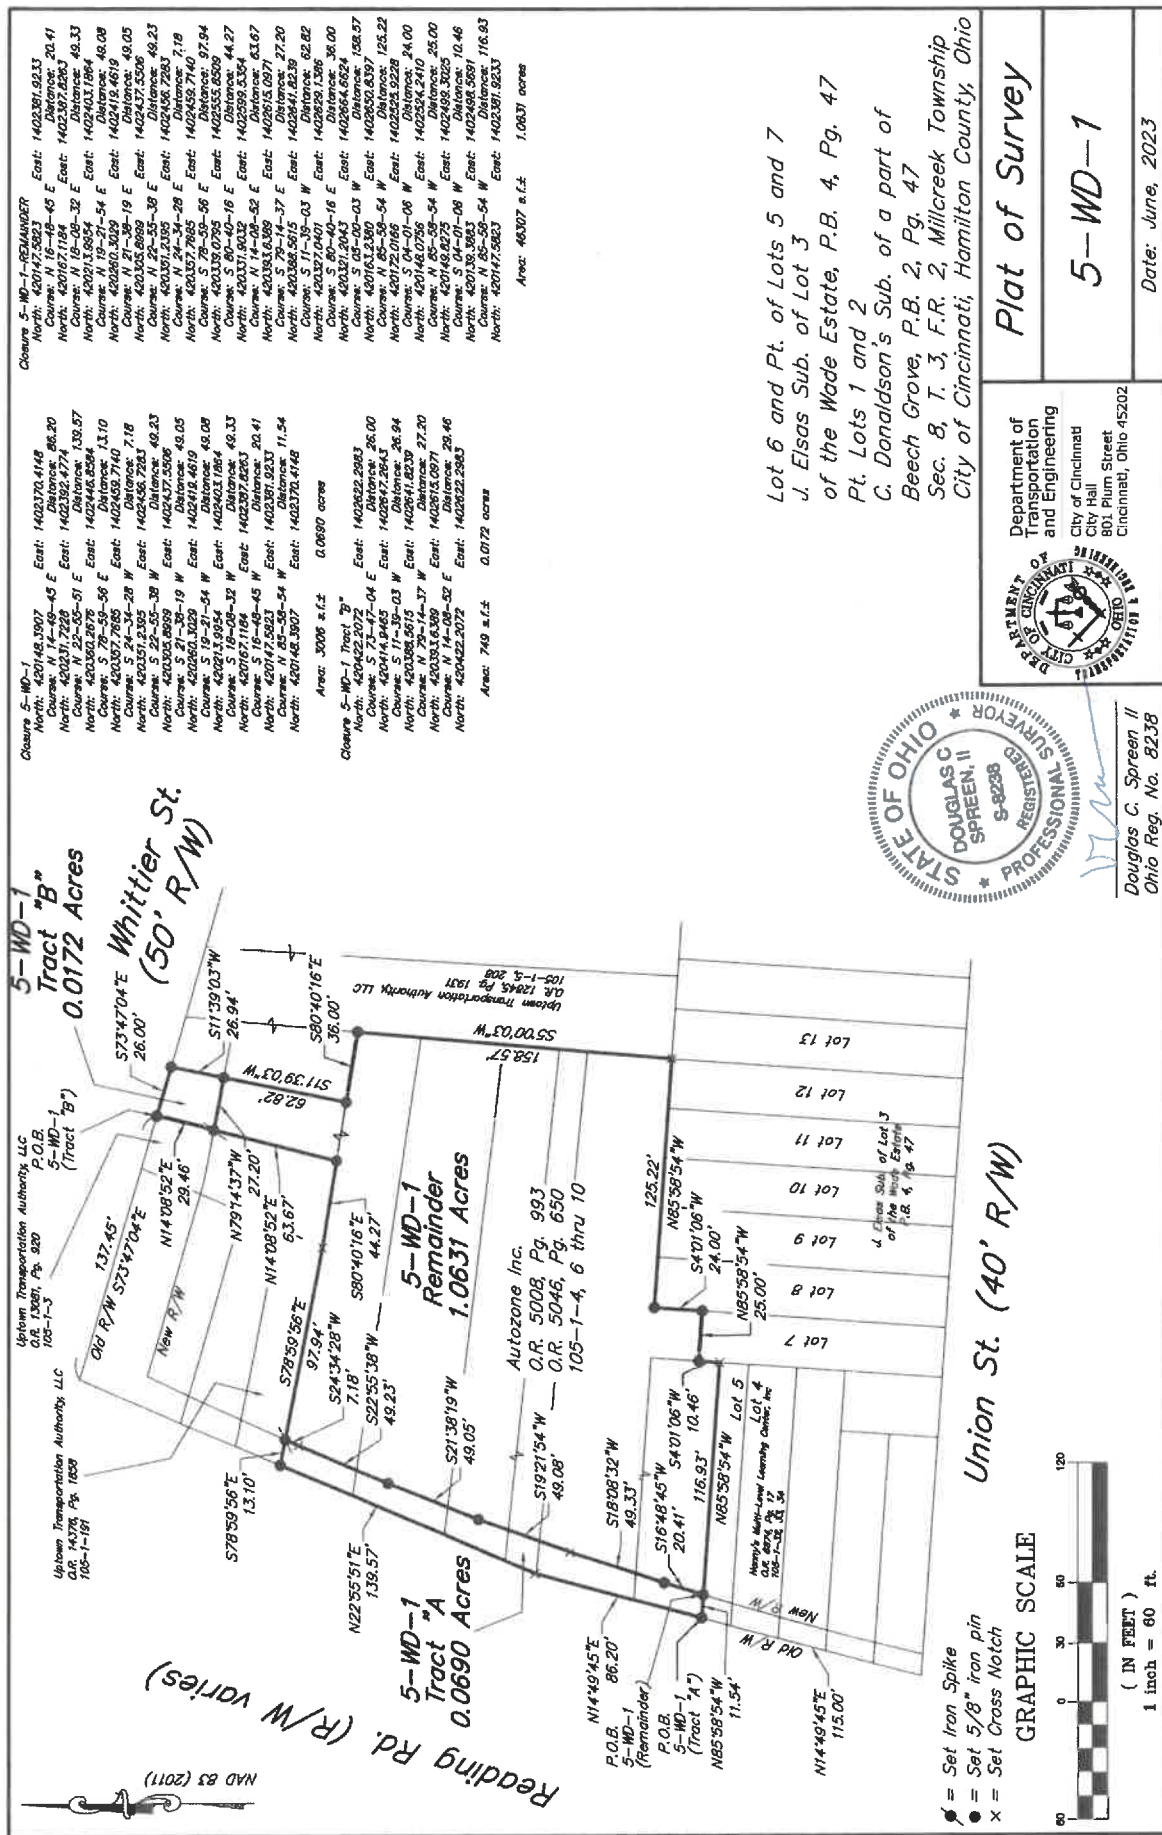 Closure 5-WD-1
North: 420148.3907 East: 1402370.4148
Course: N 14-49-45 E Distance: 86.20
North: 420231.7228 East: 1402392.4774
Course: N 22-55-51 E Distance: 139.57
North: 420360.2676 East: 1402446.8584
Course: S 78-59-56 E Distance: 13.10
North: 420357.7685 East: 1402459.7140
Course: S 24-34-28 W Distance: 7.18
North: 420351.2395 East: 1402456.7283
Course: S 22-55-38 W Distance: 49.23
North: 420305.8999 East: 1402437.5506
Course: S 21-38-19 W Distance: 49.05
North: 420260.3029 East: 1402419.4619
Course: S 19-21-54 W Distance: 49.08
North: 420213.9954 East: 1402403.1864
Course: S 18-08-32 W Distance: 49.33
North: 420167.1184 East: 1402387.8263
Course: S 16-48-45 W Distance: 20.41
North: 420147.5823 East: 1402381.9233
Course: N 85-58-54 W Distance: 11.54
North: 420148.3907 East: 1402370.4148
Area: 3006 s.f.± 0.0690 acres
Closure 5-WD-1 Tract "B"
North: 420422.2072 East: 1402622.2983
Course: S 73-47-04 E Distance: 26.00
North: 420414.9465 East: 1402647.2643
Course: S 11-39-03 W Distance: 26.94
North: 420388.5615 East: 1402641.8239
Course: N 79-14-37 W Distance: 27.20
North: 420393.6389 East: 1402615.0971
Course: N 14-08-52 E Distance: 29.46
North: 420422.2072 East: 1402622.2983
Area: 749 s.f.± 0.0172 acres
Closure 5-WD-1-REMAINDER
North: 420147.5823 East: 1402381.9233
Course: N 16-48-45 E Distance: 20.41
North: 420167.1184 East: 1402387.8263
Course: N 18-08-32 E Distance: 49.33
North: 420213.9954 East: 1402403.1864
Course: N 19-21-54 E Distance: 49.08
North: 420260.3029 East: 1402419.4619
Course: N 21-38-19 E Distance: 49.05
North: 420305.8999 East: 1402437.5506
Course: N 22-55-38 E Distance: 49.23
North: 420351.2395 East: 1402456.7283
Course: N 24-34-28 E Distance: 7.18
North: 420357.7685 East: 1402459.7140
Course: S 78-59-56 E Distance: 97.94
North: 420339.0795 East: 1402555.8509
Course: S 80-40-16 E Distance: 44.27
North: 420331.9032 East: 1402599.5354
Course: N 14-08-52 E Distance: 63.67
North: 420393.6389 East: 1402615.0971
Course: S 79-14-37 E Distance: 27.20
North: 420388.5615 East: 1402641.8239
Course: S 11-39-03 W Distance: 62.82
North: 420327.0401 East: 1402629.1386
Course: S 80-40-16 E Distance: 36.00
North: 420321.2043 East: 1402664.6624
Course: S 05-00-03 W Distance: 158.57
North: 420163.2380 East: 1402650.8397
Course: N 85-58-54 W Distance: 125.22
North: 420172.0166 East: 1402525.9228
Course: S 04-01-06 W Distance: 24.00
North: 420148.0756 East: 1402524.2410
Course: N 85-58-54 W Distance: 25.00
North: 420149.8275 East: 1402499.3025
Course: S 04-01-06 W Distance: 10.46
North: 420139.3883 East: 1402498.5691
Course: N 85-58-54 W Distance: 116.93
North: 420147.5823 East: 1402381.9233
Area: 46307 s.f.± 1.0631 acres
NAD 83 (2011)
Reading Rd. (R/W varies)
Uptown Transportation Authority, LLC
O.R. 14376, Pg. 1858
105-1-191
Uptown Transportation Authority, LLC
O.R. 13081, Pg. 920
105-1-3
P.O.B.
5-WD-1
(Tract "B")
5-WD-1
Tract "B"
0.0172 Acres
Whittier St.
(50' R/W)
Old R/W
137.45'
S73°47'04"E
New R/W
S73°47'04"E
26.00'
S11°39'03"W
26.94'
N14°08'52"E
29.46'
N79°14'37"W
27.20'
N14°08'52"E
63.67'
S11°39'03"W
62.82'
S80°40'16"E
36.00'
S80°40'16"E
44.27'
S78°59'56"E
97.94'
S78°59'56"E
13.10'
S24°34'28"W
7.18'
S22°55'38"W
49.23'
N22°55'51"E
139.57'
S21°38'19"W
49.05'
S19°21'54"W
49.08'
S18°08'32"W
49.33'
S16°48'45"W
20.41'
N14°49'45"E
86.20'
5-WD-1
Tract "A
0.0690 Acres
5-WD-1
Remainder
1.0631 Acres
Autozone Inc.
O.R. 5008, Pg. 993
O.R. 5046, Pg. 650
105-1-4, 6 thru 10
Uptown Transportation Authority, LLC
O.R. 12845, Pg. 1931
105-1-5, 208
S5°00'03"W
158.57'
125.22'
N85°58'54"W
S4°01'06"W
24.00'
N85°58'54"W
25.00'
S4°01'06"W
10.46'
116.93'
N85°58'54"W
P.O.B.
5-WD-1
(Remainder)
P.O.B.
5-WD-1
(Tract "A")
N85°58'54"W
11.54'
N14°49'45"E
115.00'
Old R/W
New R/W
Lot 5
Lot 4
105-1-32, 33, 34
Lot 7
Lot 8
Lot 9
Lot 10
Lot 11
Lot 12
Lot 13
J. Elsas Sub. of Lot 3
of the Wade Estate
P.B. 4, Pg. 47
Union St. (40' R/W)
= Set Iron Spike
= Set 5/8" iron pin
× = Set Cross Notch
GRAPHIC SCALE
60 0 30 60 120
( IN FEET )
1 inch = 60 ft.
STATE OF OHIO
DOUGLAS C
SPREEN, II
S-8238
REGISTERED
PROFESSIONAL SURVEYOR
Douglas C. Spreen II
Ohio Reg. No. 8238
Lot 6 and Pt. of Lots 5 and 7
J. Elsas Sub. of Lot 3
of the Wade Estate, P.B. 4, Pg. 47
Pt. Lots 1 and 2
C. Donaldson's Sub. of a part of
Beech Grove, P.B. 2, Pg. 47
Sec. 8, T. 3, F.R. 2, Millcreek Township
City of Cincinnati, Hamilton County, Ohio
DEPARTMENT OF
TRANSPORTATION & ENGINEERING
CITY OF CINCINNATI
OHIO
Department of
Transportation
and Engineering
City of Cincinnati
City Hall
801 Plum Street
Cincinnati, Ohio 45202
Plat of Survey
5-WD-1
Date: June, 2023